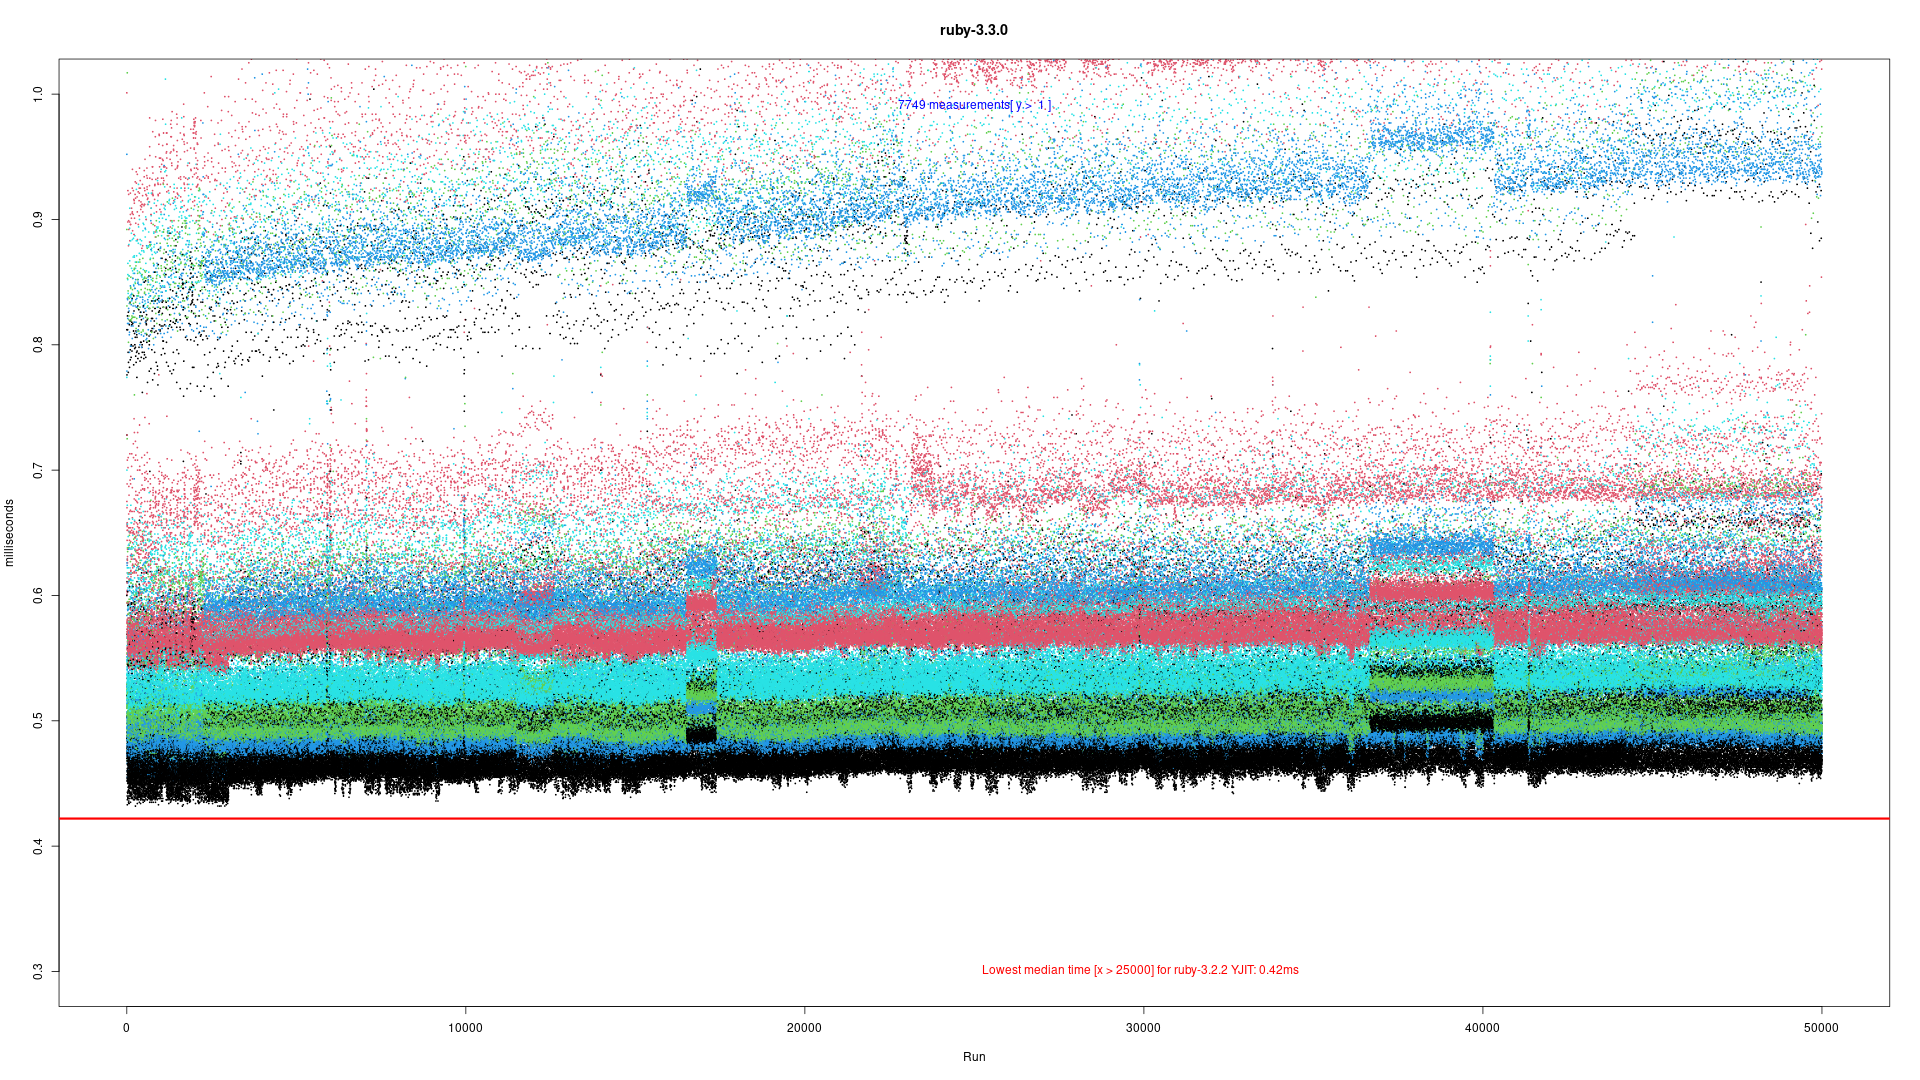 ruby-3.3.0
7749 measurements[ y > 1 ]
milliseconds
1.0
0.9
0.8
0.7
0.6
0.5
0.4
0.3
Lowest median time [x > 25000] for ruby-3.2.2 YJIT: 0.42ms
0 10000 20000 30000 40000 50000
Run